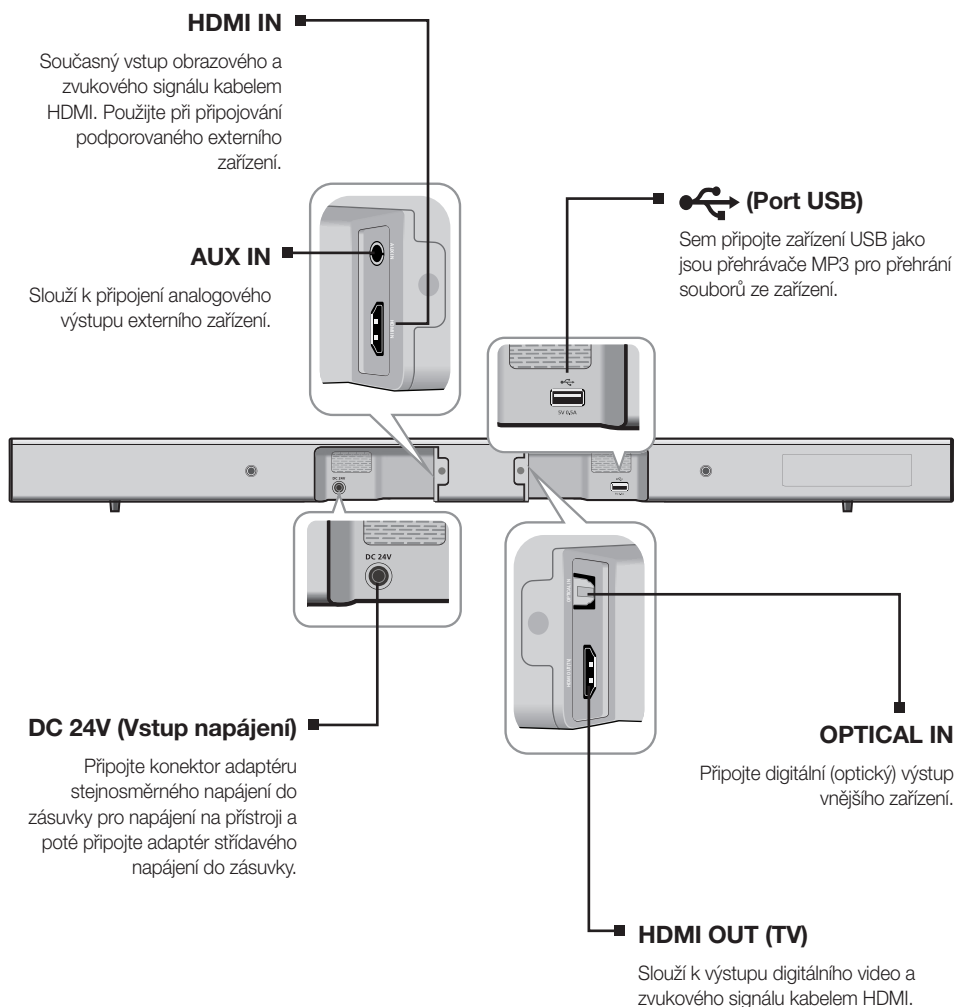 HDMI IN
Současný vstup obrazového a
zvukového signálu kabelem
HDMI. Použijte při připojování
podporovaného externího
zařízení.
AUX IN
Slouží k připojení analogového
výstupu externího zařízení.
(Port USB)
Sem připojte zařízení USB jako
jsou přehrávače MP3 pro přehrání
souborů ze zařízení.
AUX IN
HDMI IN
5V 0,5A
DC 24V
DC 24V
DC 24V (Vstup napájení)
Připojte konektor adaptéru
stejnosměrného napájení do
zásuvky pro napájení na přístroji a
poté připojte adaptér střídavého
napájení do zásuvky.
OPTICAL IN
Připojte digitální (optický) výstup
vnějšího zařízení.
HDMI OUT (TV)
Slouží k výstupu digitálního video a
zvukového signálu kabelem HDMI.